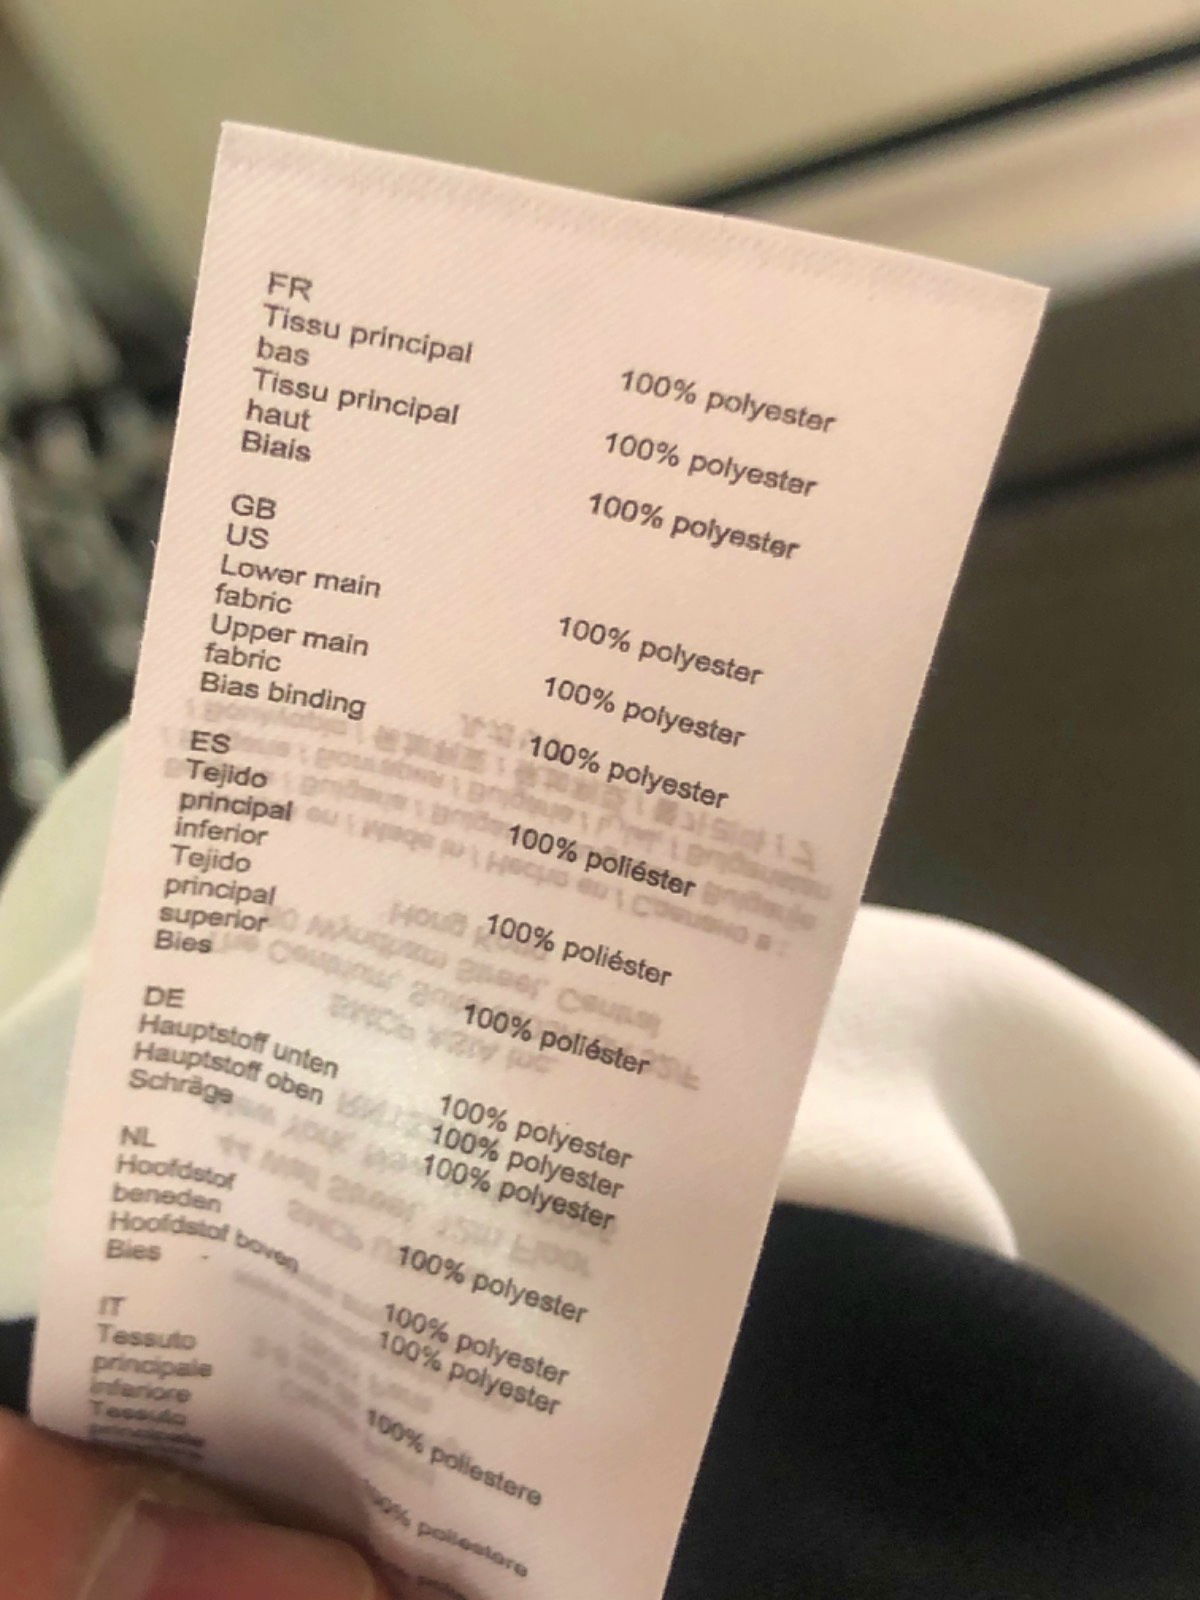 FR
Tissu principal 100% polyester
bas
Tissu principal 100% polyester
haut
Biais 100% polyester
GB
US
Lower main 100% polyester
fabric
Upper main 100% polyester
fabric
Bias binding 100% polyester
ES
Tejido 100% poliéster
principal
inferior
Tejido 100% poliéster
principal
superior
Bies 100% poliéster
DE
Hauptstoff unten 100% polyester
Hauptstoff oben 100% polyester
Schräge 100% polyester
NL
Hoofdstof 100% polyester
beneden
Hoofdstof boven 100% polyester
Bies 100% polyester
IT
Tessuto 100% poliestere
principale
inferiore
Tessuto 100% poliestere